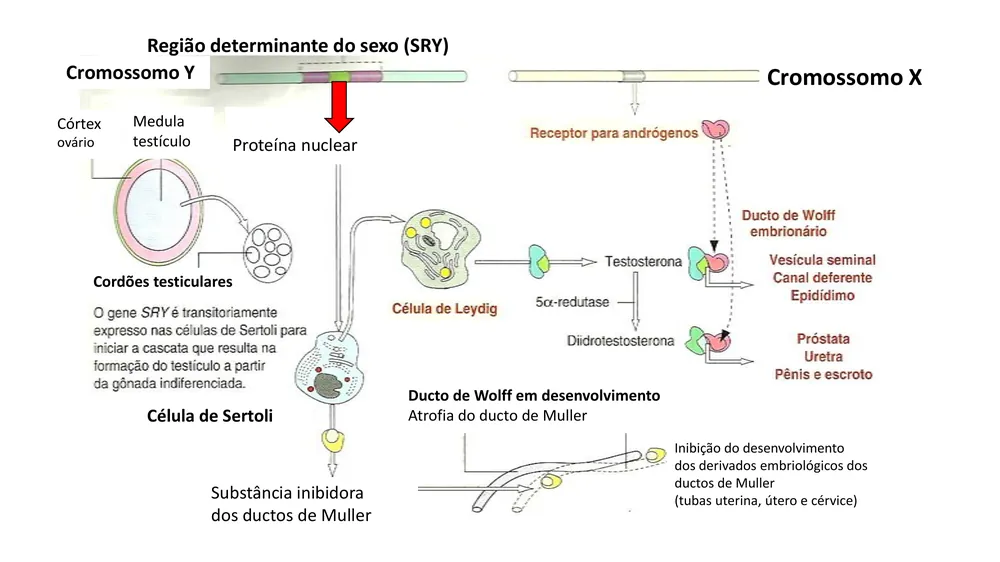 Região determinante do sexo (SRY)
Cromossomo Y
Cromossomo X
Córtex
ovário
Medula
testículo
Proteína nuclear
Receptor para andrógenos
Cordões testiculares
O gene SRY é transitoriamente
expresso nas células de Sertoli para
iniciar a cascata que resulta na
formação do testículo a partir
da gônada indiferenciada.
Célula de Sertoli
Substância inibidora
dos ductos de Muller
Célula de Leydig
Testosterona
5α-redutase
Diidrotestosterona
Ducto de Wolff
embrionário
Vesícula seminal
Canal deferente
Epidídimo
Próstata
Uretra
Pênis e escroto
Ducto de Wolff em desenvolvimento
Atrofia do ducto de Muller
Inibição do desenvolvimento
dos derivados embriológicos dos
ductos de Muller
(tubas uterina, útero e cérvice)